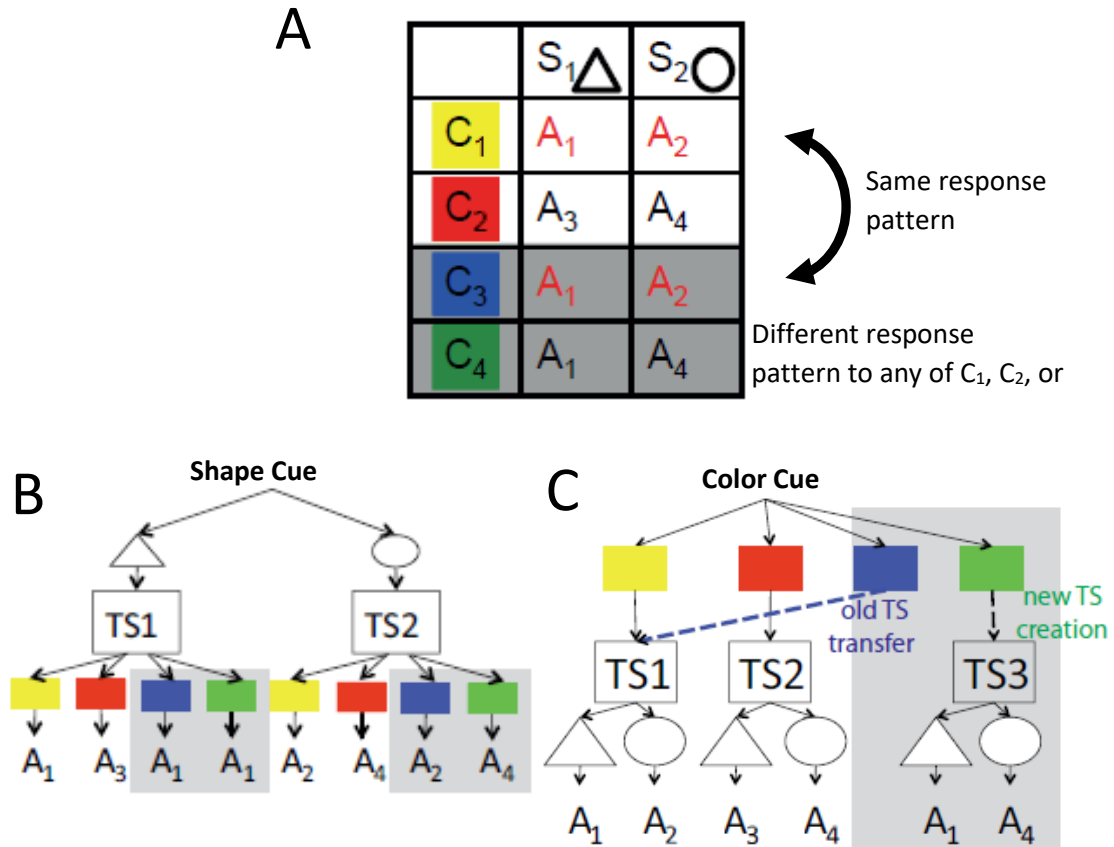 A
S₁ S₂
C₁ A₁ A₂
C₂ A₃ A₄
C₃ A₁ A₂
C₄ A₁ A₄
Same response
pattern
Different response
pattern to any of C₁, C₂, or
B
Shape Cue
TS1 TS2
A₁ A₃ A₁ A₁ A₂ A₄ A₂ A₄
C
Color Cue
old TS
transfer
new TS
creation
TS1 TS2 TS3
A₁ A₂ A₃ A₄ A₁ A₄